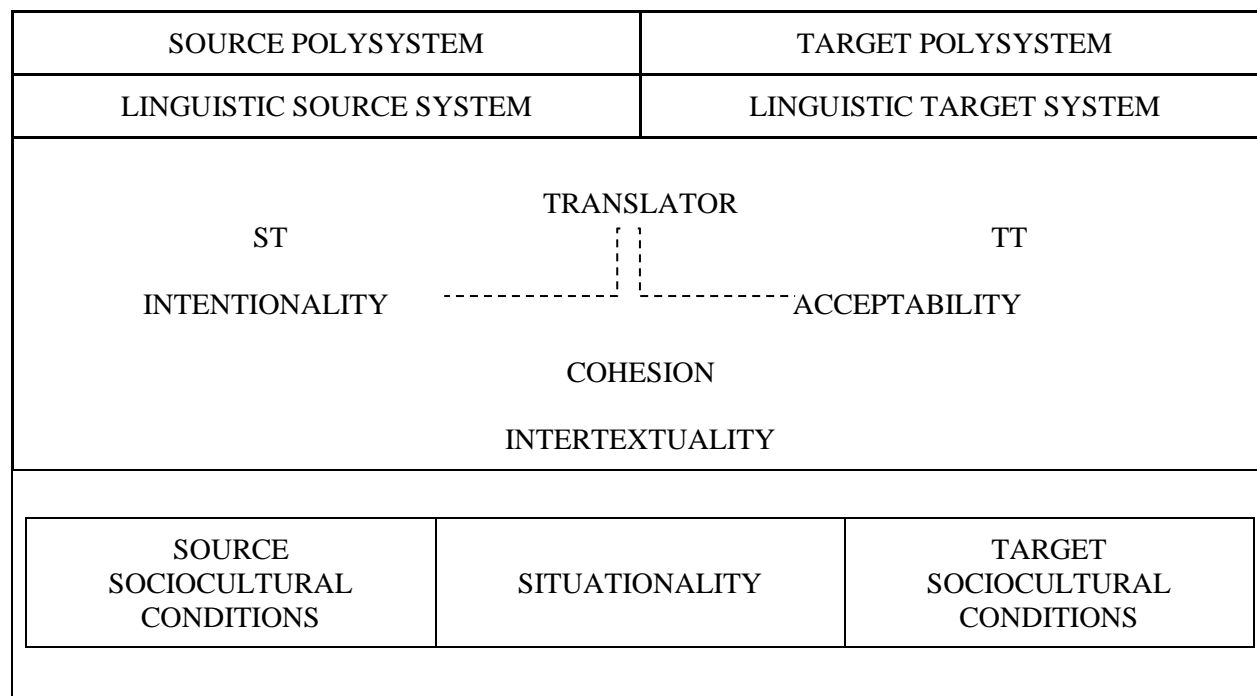 SOURCE POLYSYSTEM
TARGET POLYSYSTEM
LINGUISTIC SOURCE SYSTEM
LINGUISTIC TARGET SYSTEM
TRANSLATOR
ST
TT
INTENTIONALITY
ACCEPTABILITY
COHESION
INTERTEXTUALITY
SOURCE
SOCIOCULTURAL
CONDITIONS
SITUATIONALITY
TARGET
SOCIOCULTURAL
CONDITIONS